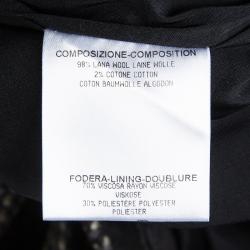 COMPOSIZIONE-COMPOSITION
98% LANA WOOL LAINE WOLLE
2% COTONE COTTON
COTON BAUMWOLLE ALGODON
FODERA-LINING-DOUBLURE
70% VISCOSA RAYON VISCOSE
VISKOSE
30% POLIESTERE POLYESTER
POLIESTER